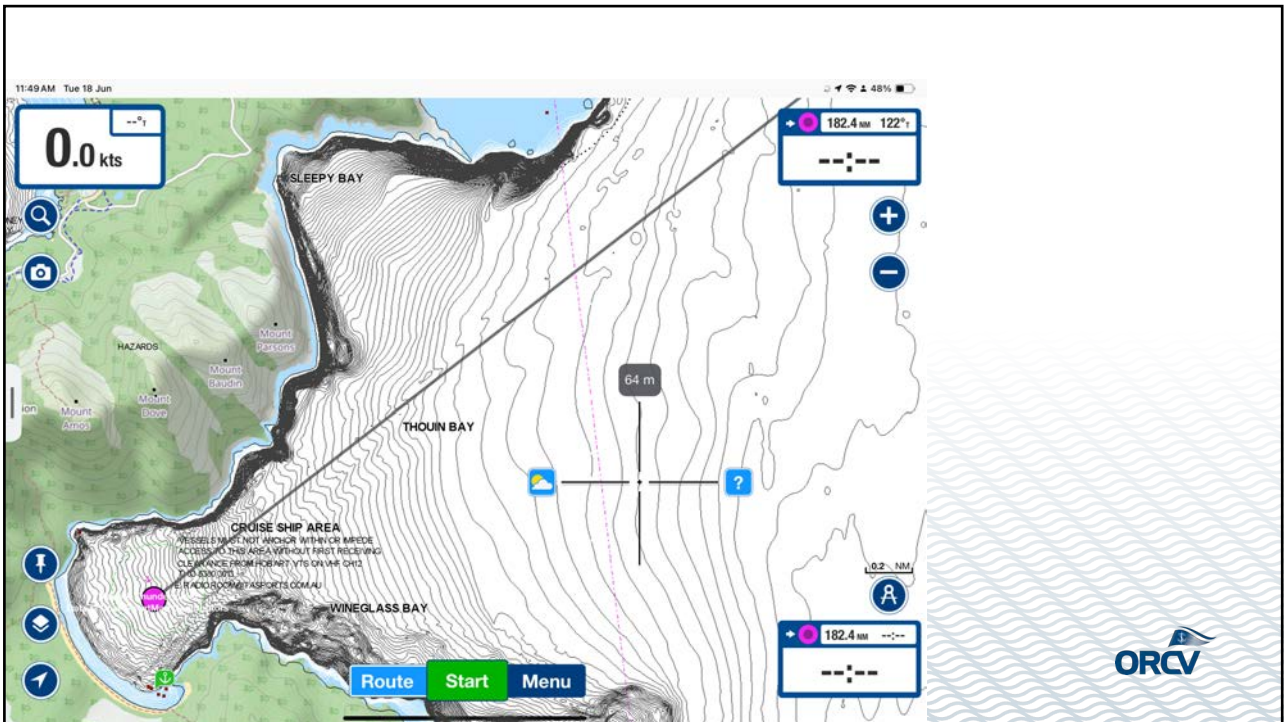 11:49 AM Tue 18 Jun
48%
--°T
0.0 kts
182.4 NM 122°T
--:--
SLEEPY BAY
HAZARDS
Mount Parsons
Mount Baudin
Mount Dove
Mount Amos
64 m
THOUIN BAY
?
CRUISE SHIP AREA
VESSELS MUST NOT ANCHOR WITHIN OR IMPEDE
ACCESS TO THIS AREA WITHOUT FIRST RECEIVING
CLEARANCE FROM HOBART VTS ON VHF CH12
WINEGLASS BAY
0.2 NM
182.4 NM --:--
--:--
Route Start Menu
ORCV